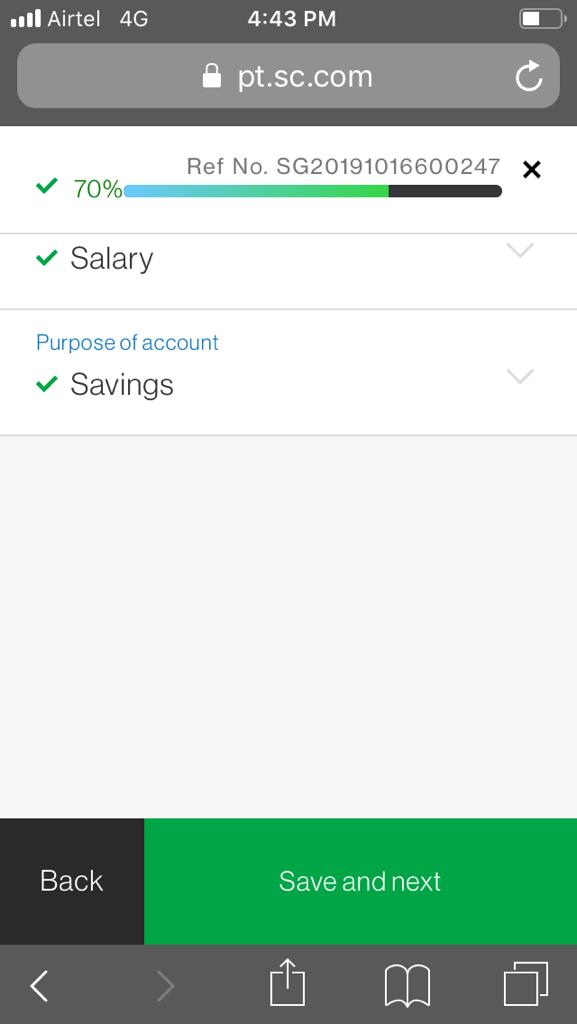 Airtel 4G 4:43 PM
pt.sc.com
Ref No. SG20191016600247
70%
Salary
Purpose of account
Savings
Back Save and next